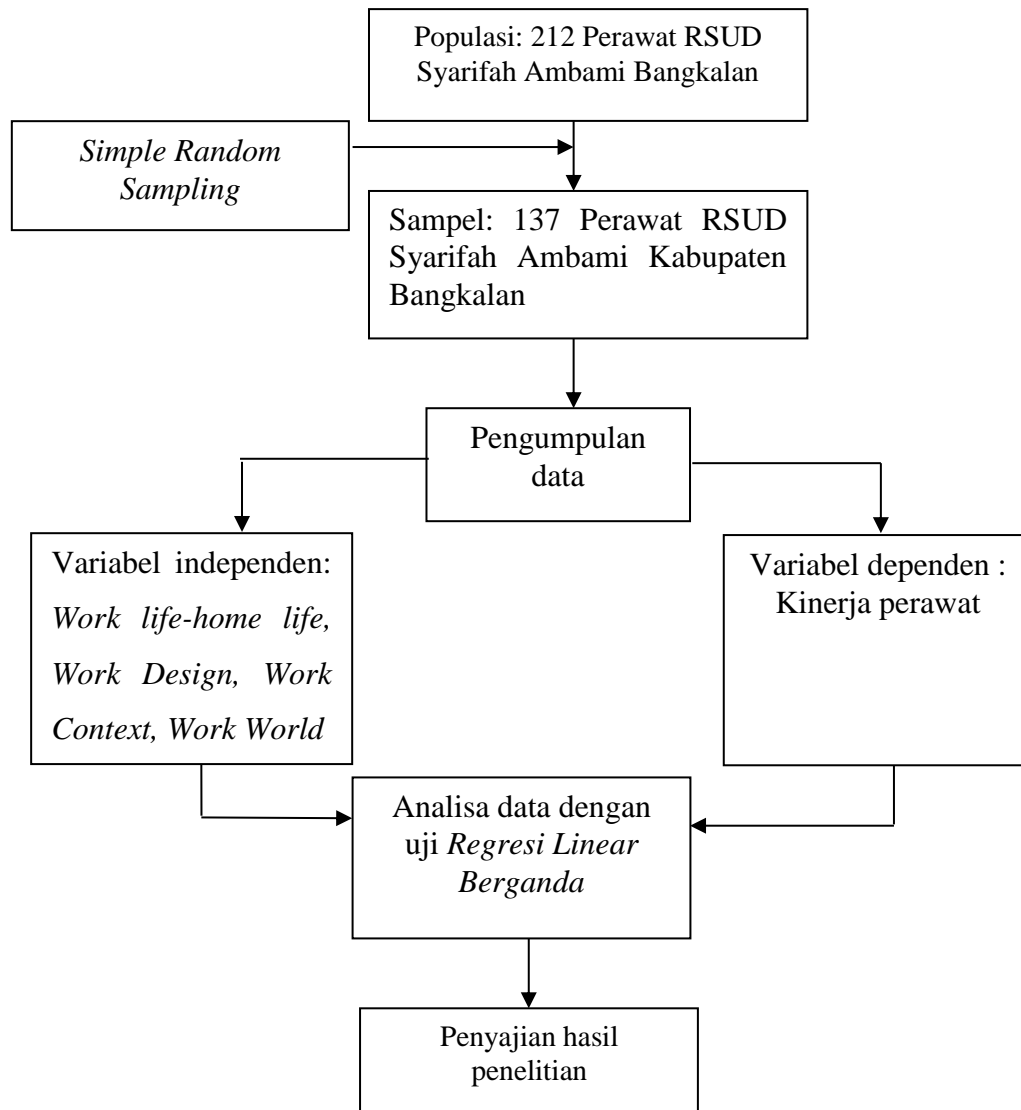 Populasi: 212 Perawat RSUD
Syarifah Ambami Bangkalan
Simple Random
Sampling
Sampel: 137 Perawat RSUD
Syarifah Ambami Kabupaten
Bangkalan
Pengumpulan
data
Variabel independen:
Work life-home life,
Work Design, Work
Context, Work World
Variabel dependen :
Kinerja perawat
Analisa data dengan
uji Regresi Linear
Berganda
Penyajian hasil
penelitian